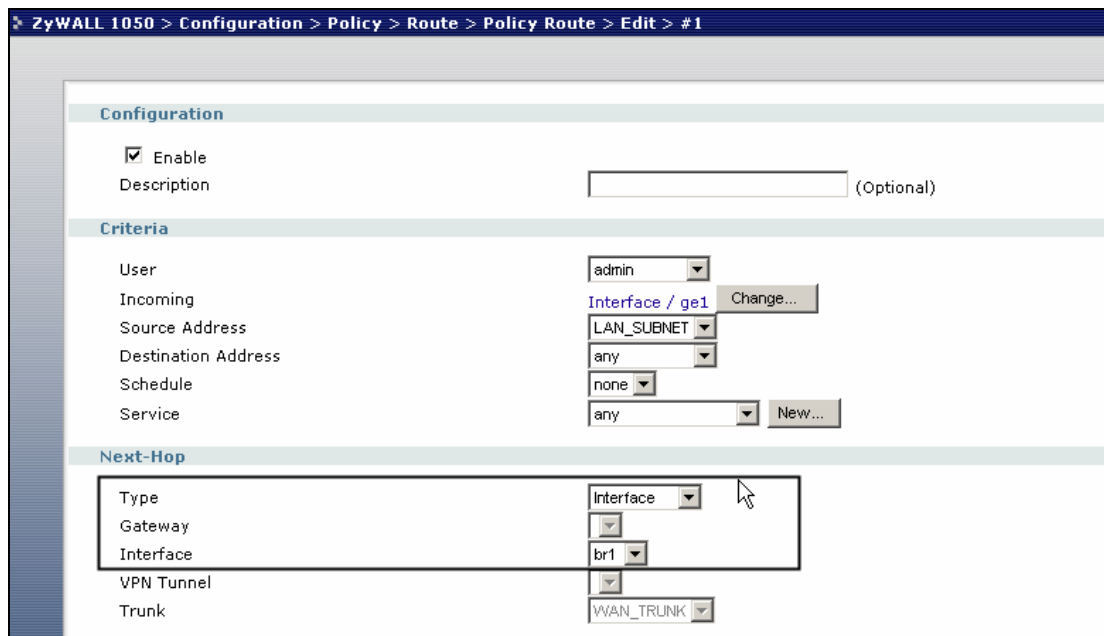 ZyWALL 1050 > Configuration > Policy > Route > Policy Route > Edit > #1
Configuration
Enable
Description (Optional)
Criteria
User admin
Incoming Interface / ge1 Change...
Source Address LAN_SUBNET
Destination Address any
Schedule none
Service any New...
Next-Hop
Type Interface
Gateway
Interface br1
VPN Tunnel
Trunk WAN_TRUNK